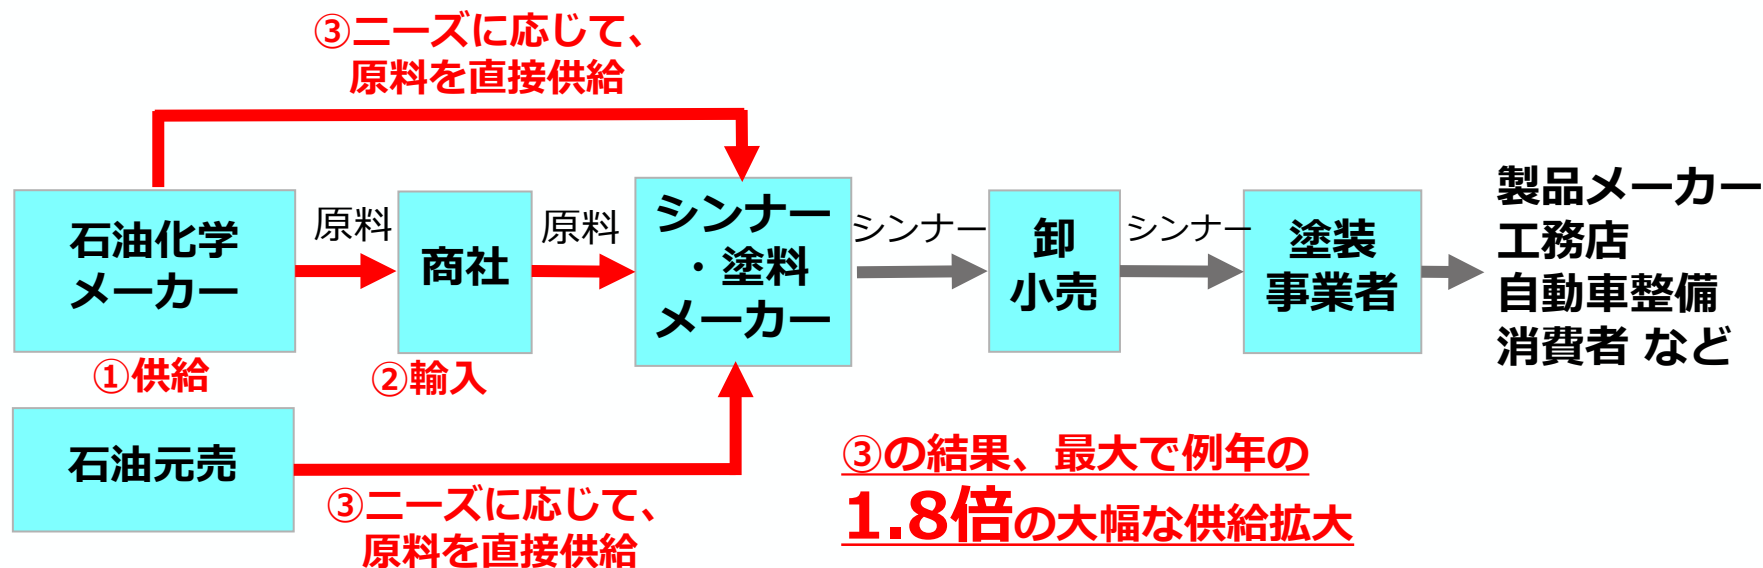 ③ニーズに応じて、
原料を直接供給
石油化学
メーカー
原料
商社
原料
シンナー
・塗料
メーカー
シンナー
卸
小売
シンナー
塗装
事業者
製品メーカー
工務店
自動車整備
消費者 など
①供給
②輸入
石油元売
③ニーズに応じて、
原料を直接供給
③の結果、最大で例年の
1.8倍の大幅な供給拡大